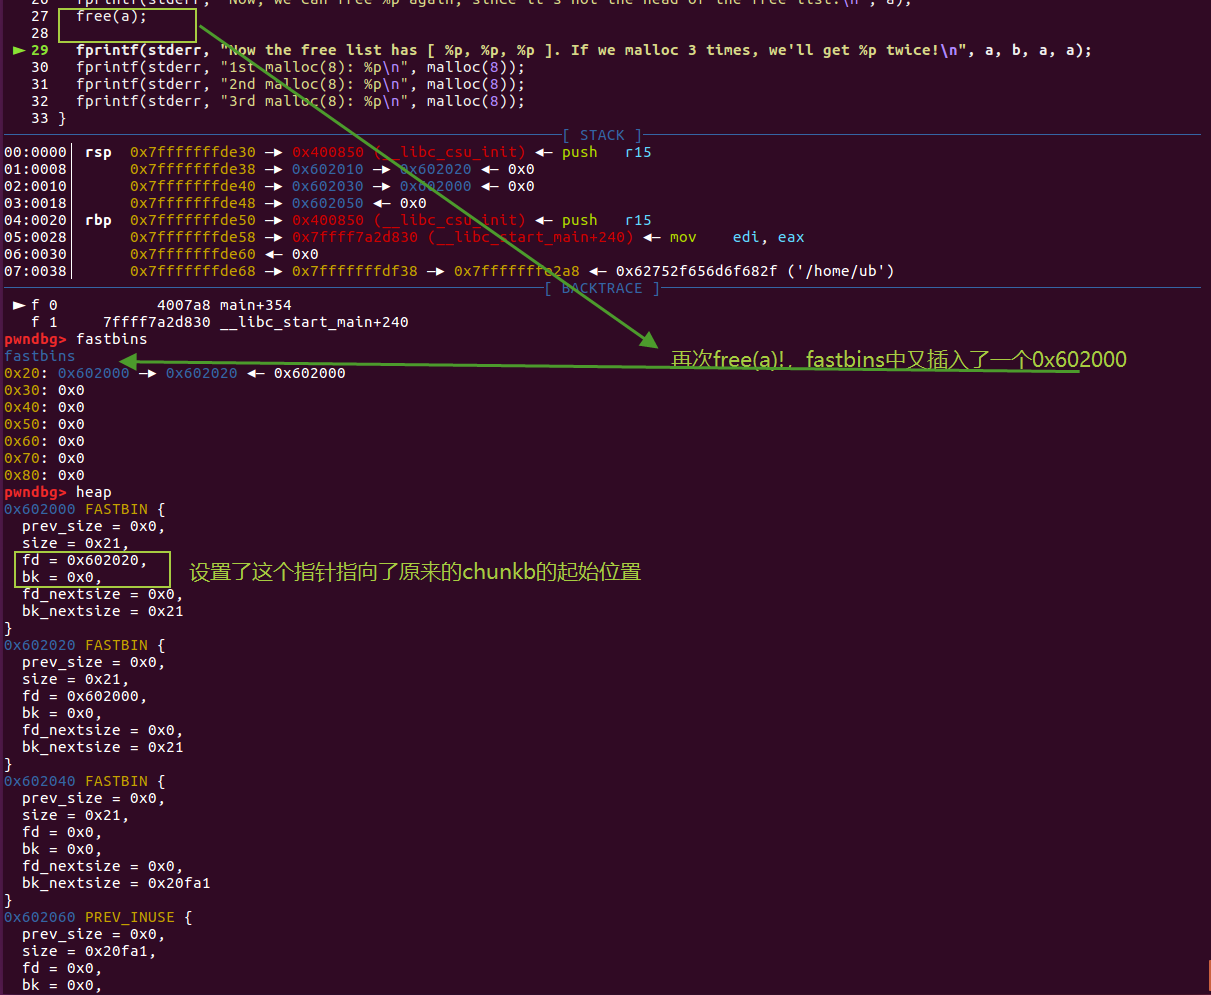 26   fprintf(stderr, "Now, we can free %p again, since it's not the head of the free list.\n", a);
27   free(a);
28
► 29   fprintf(stderr, "Now the free list has [ %p, %p, %p ]. If we malloc 3 times, we'll get %p twice!\n", a, b, a, a);
30   fprintf(stderr, "1st malloc(8): %p\n", malloc(8));
31   fprintf(stderr, "2nd malloc(8): %p\n", malloc(8));
32   fprintf(stderr, "3rd malloc(8): %p\n", malloc(8));
33 }
[ STACK ]
00:0000│ rsp  0x7fffffffde30 —► 0x400850 (__libc_csu_init) ◄— push   r15
01:0008│      0x7fffffffde38 —► 0x602010 —► 0x602020 ◄— 0x0
02:0010│      0x7fffffffde40 —► 0x602030 —► 0x602000 ◄— 0x0
03:0018│      0x7fffffffde48 —► 0x602050 ◄— 0x0
04:0020│ rbp  0x7fffffffde50 —► 0x400850 (__libc_csu_init) ◄— push   r15
05:0028│      0x7fffffffde58 —► 0x7ffff7a2d830 (__libc_start_main+240) ◄— mov    edi, eax
06:0030│      0x7fffffffde60 ◄— 0x0
07:0038│      0x7fffffffde68 —► 0x7fffffffdf38 —► 0x7fffffffe2a8 ◄— 0x62752f656d6f682f ('/home/ub')
[ BACKTRACE ]
► f 0           4007a8 main+354
f 1     7ffff7a2d830 __libc_start_main+240
pwndbg> fastbins
fastbins
再次free(a)!，fastbins中又插入了一个0x602000
0x20: 0x602000 —► 0x602020 ◄— 0x602000
0x30: 0x0
0x40: 0x0
0x50: 0x0
0x60: 0x0
0x70: 0x0
0x80: 0x0
pwndbg> heap
0x602000 FASTBIN {
prev_size = 0x0,
size = 0x21,
fd = 0x602020,
bk = 0x0,
设置了这个指针指向了原来的chunkb的起始位置
fd_nextsize = 0x0,
bk_nextsize = 0x21
}
0x602020 FASTBIN {
prev_size = 0x0,
size = 0x21,
fd = 0x602000,
bk = 0x0,
fd_nextsize = 0x0,
bk_nextsize = 0x21
}
0x602040 FASTBIN {
prev_size = 0x0,
size = 0x21,
fd = 0x0,
bk = 0x0,
fd_nextsize = 0x0,
bk_nextsize = 0x20fa1
}
0x602060 PREV_INUSE {
prev_size = 0x0,
size = 0x20fa1,
fd = 0x0,
bk = 0x0,